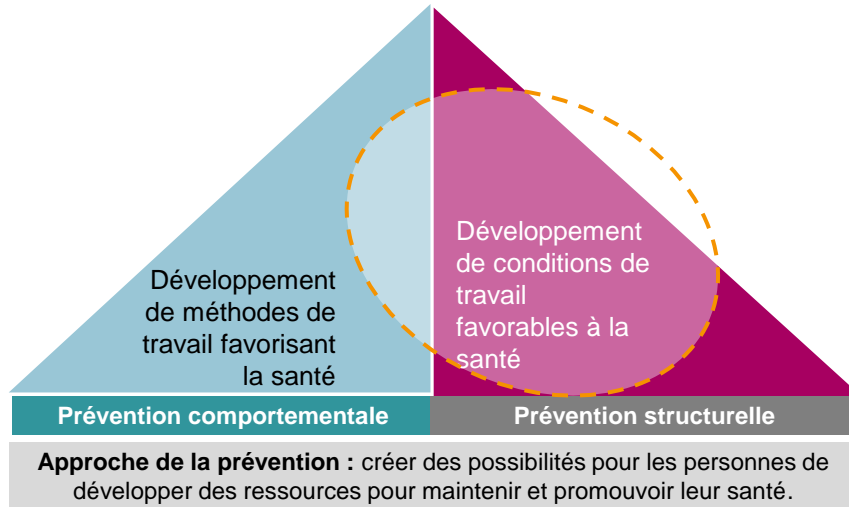 Développement
de méthodes de
travail favorisant
la santé
Développement
de conditions de
travail
favorables à la
santé
Prévention comportementale
Prévention structurelle
Approche de la prévention : créer des possibilités pour les personnes de
développer des ressources pour maintenir et promouvoir leur santé.